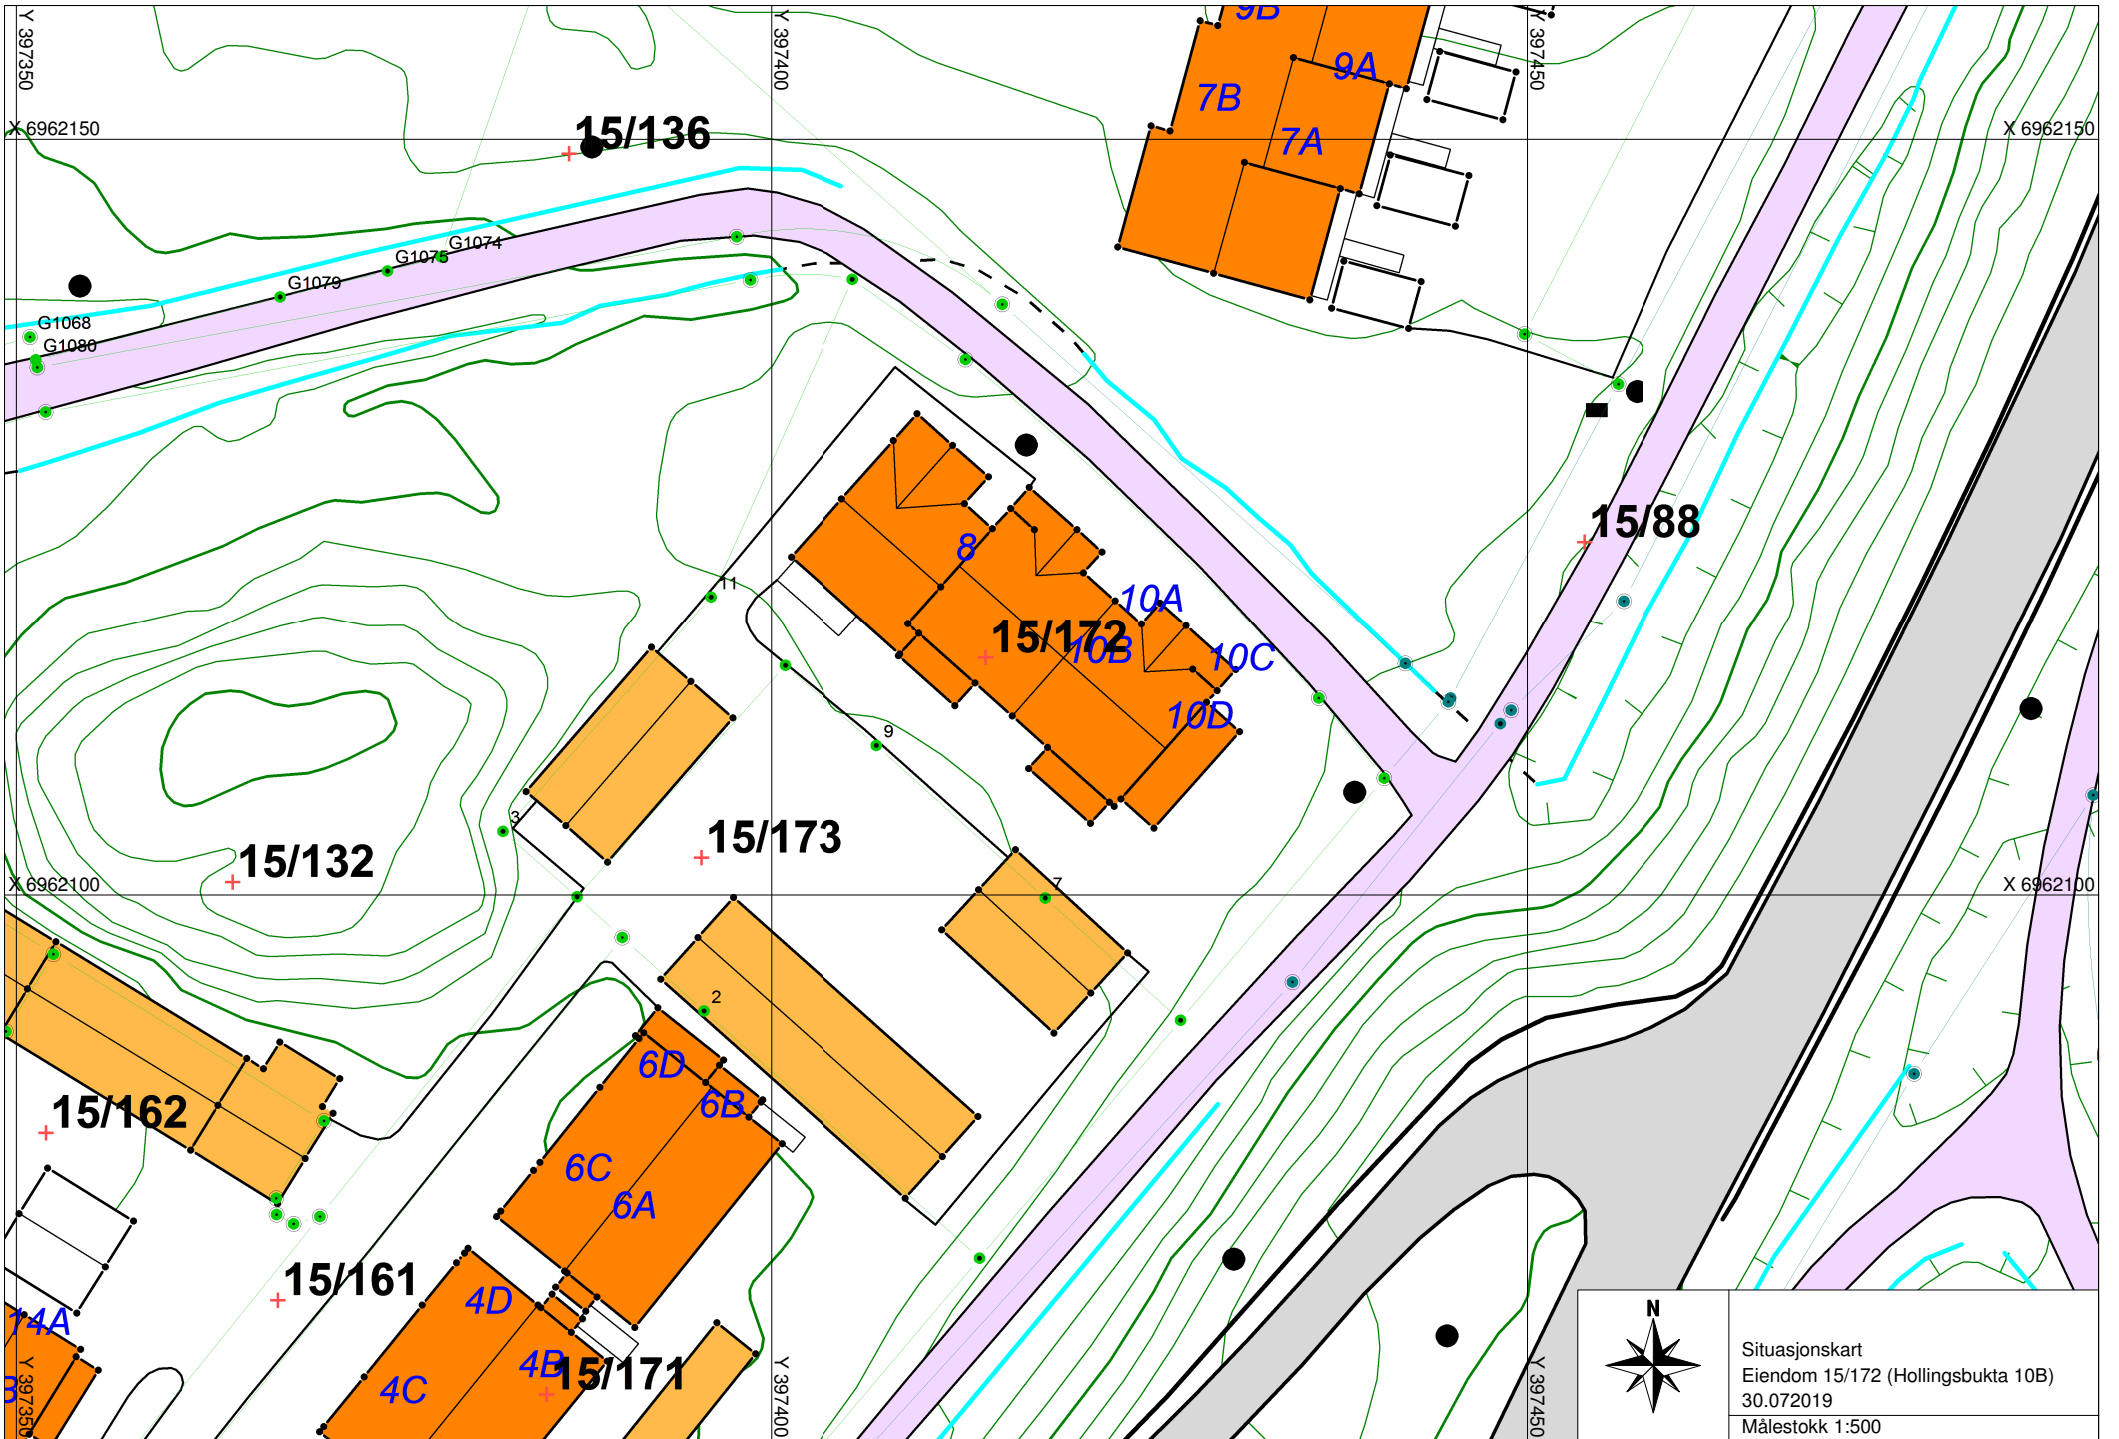 9B
Y 397350
Y 397400
Y 397450
9A
7B
X 6962150
15/136
7A
X 6962150
G1074
G1075
G1079
G1068
G1080
15/88
8
11
10A
15/172
10B
10C
10D
9
3
15/173
15/132
7
X 6962100
X 6962100
2
6D
6B
15/162
6C
6A
15/161
4D
14A
4B
15/171
4C
B
Y 397350
Y 397400
Y 397450
N
Situasjonskart
Eiendom 15/172 (Hollingsbukta 10B)
30.072019
Målestokk 1:500